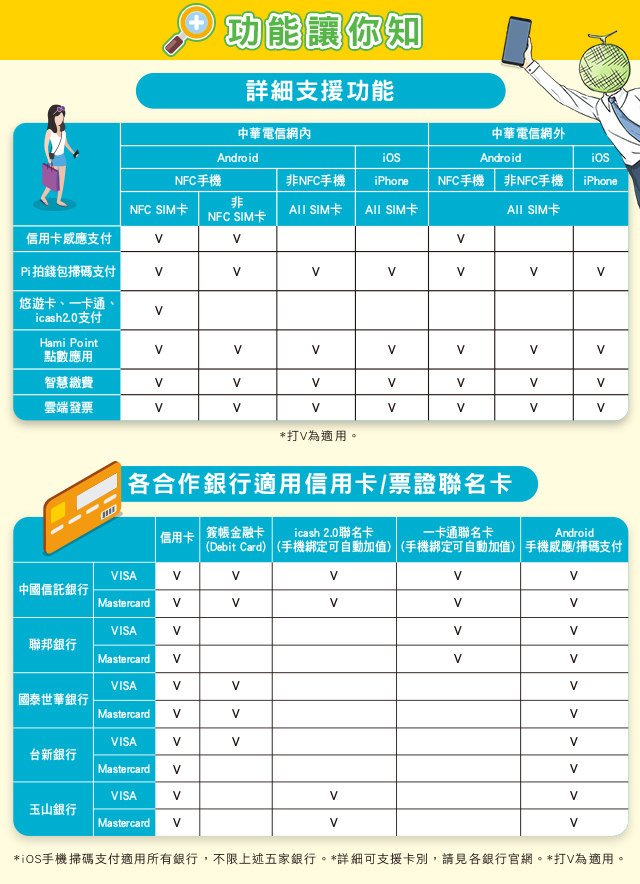 功能讓你知
詳細支援功能
中華電信網內 中華電信網外
Android iOS Android iOS
NFC手機 非NFC手機 iPhone NFC手機 非NFC手機 iPhone
NFC SIM卡 非 NFC SIM卡 All SIM卡 All SIM卡 All SIM卡
信用卡感應支付 V V V
Pi拍錢包掃碼支付 V V V V V V V
悠遊卡、一卡通、
icash2.0支付 V
Hami Point
點數應用 V V V V V V V
智慧繳費 V V V V V V V
雲端發票 V V V V V V V
*打V為適用。
各合作銀行適用信用卡/票證聯名卡
信用卡 簽帳金融卡 icash 2.0聯名卡 一卡通聯名卡 Android
(Debit Card) (手機綁定可自動加值) (手機綁定可自動加值) 手機感應/掃碼支付
中國信託銀行 VISA V V V V V
Mastercard V V V V V
聯邦銀行 VISA V V V
Mastercard V V V
國泰世華銀行 VISA V V V
Mastercard V V V
台新銀行 VISA V V V
Mastercard V V
玉山銀行 VISA V V V
Mastercard V V V
*iOS手機掃碼支付適用所有銀行，不限上述五家銀行。*詳細可支援卡別，請見各銀行官網。*打V為適用。